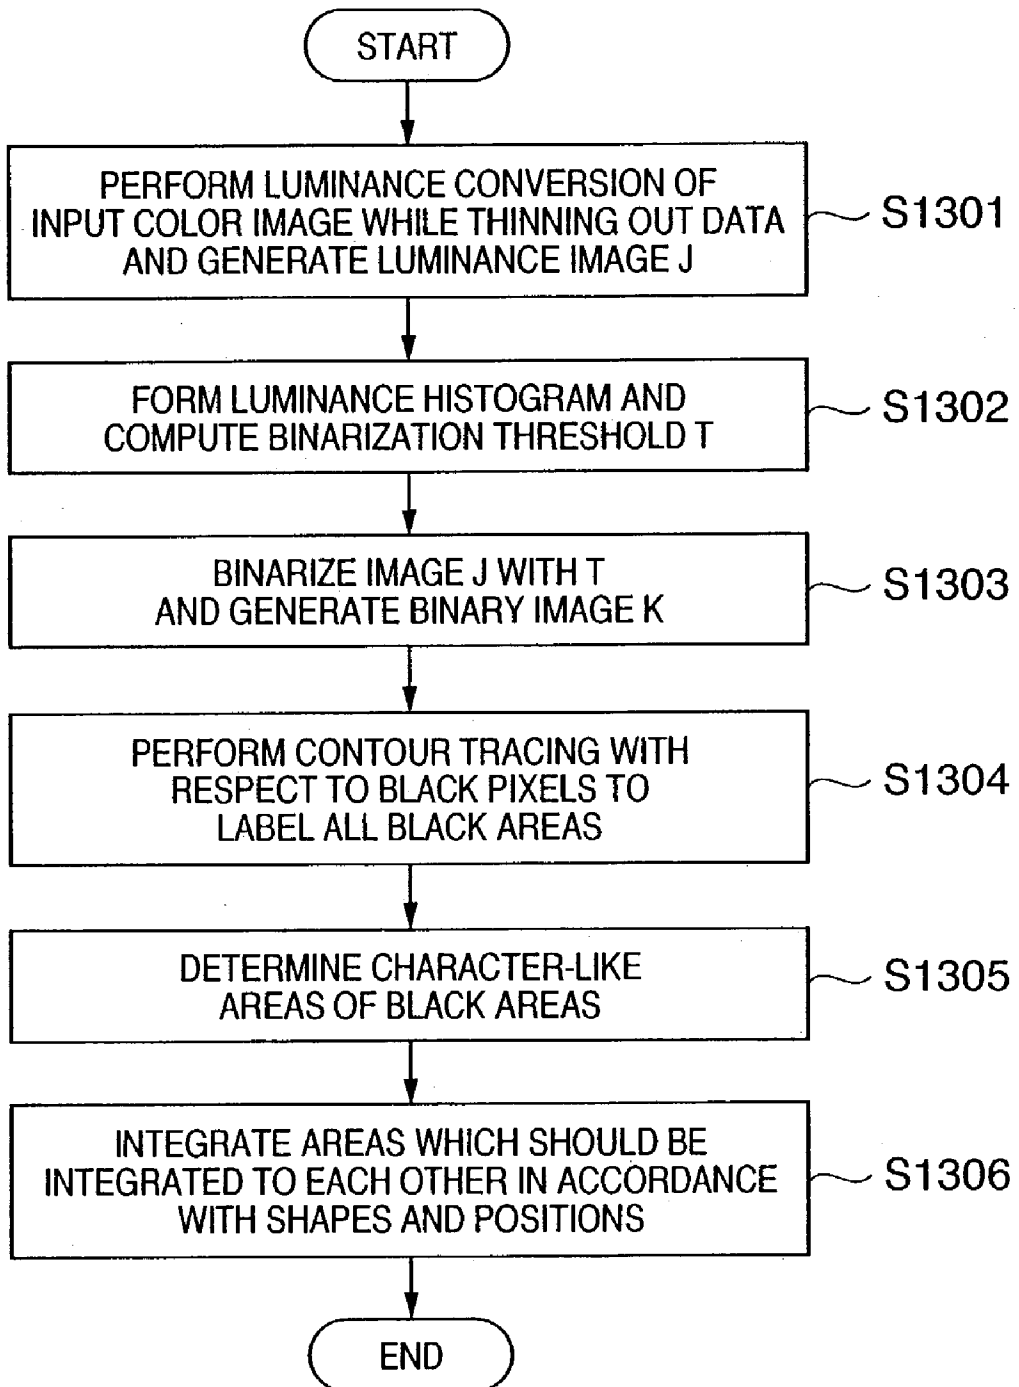 START
PERFORM LUMINANCE CONVERSION OF
INPUT COLOR IMAGE WHILE THINNING OUT DATA
AND GENERATE LUMINANCE IMAGE J
S1301
FORM LUMINANCE HISTOGRAM AND
COMPUTE BINARIZATION THRESHOLD T
S1302
BINARIZE IMAGE J WITH T
AND GENERATE BINARY IMAGE K
S1303
PERFORM CONTOUR TRACING WITH
RESPECT TO BLACK PIXELS TO
LABEL ALL BLACK AREAS
S1304
DETERMINE CHARACTER-LIKE
AREAS OF BLACK AREAS
S1305
INTEGRATE AREAS WHICH SHOULD BE
INTEGRATED TO EACH OTHER IN ACCORDANCE
WITH SHAPES AND POSITIONS
S1306
END